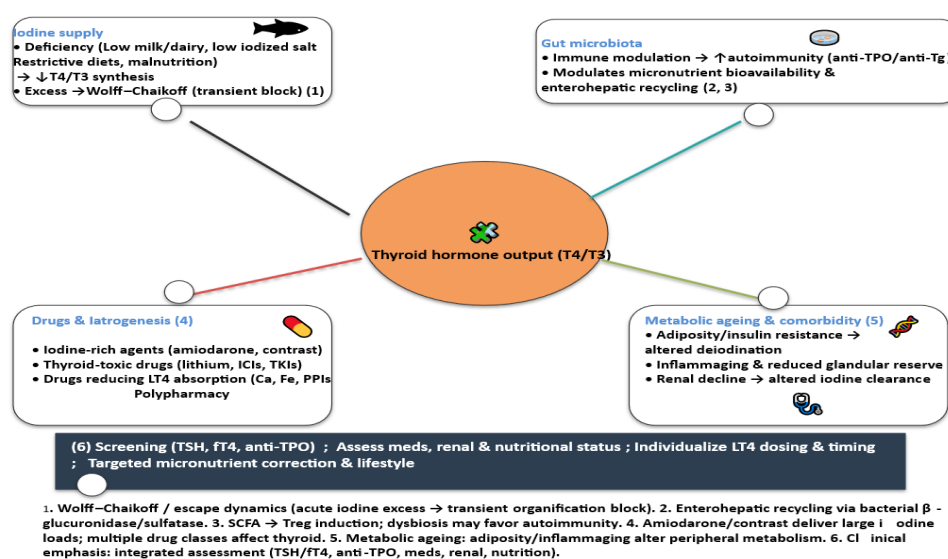 Iodine supply
• Deficiency (Low milk/dairy, low iodized salt
Restrictive diets, malnutrition)
→ ↓T4/T3 synthesis
• Excess →Wolff–Chaikoff (transient block) (1)
Gut microbiota
• Immune modulation → ↑autoimmunity (anti-TPO/anti-Tg)
• Modulates micronutrient bioavailability &
enterohepatic recycling (2, 3)
Thyroid hormone output (T4/T3)
Drugs & Iatrogenesis (4)
• Iodine-rich agents (amiodarone, contrast)
• Thyroid-toxic drugs (lithium, ICIs, TKIs)
• Drugs reducing LT4 absorption (Ca, Fe, PPIs
Polypharmacy
Metabolic ageing & comorbidity (5)
• Adiposity/insulin resistance →
altered deiodination
• Inflammaging & reduced glandular reserve
• Renal decline → altered iodine clearance
(6) Screening (TSH, fT4, anti-TPO) ; Assess meds, renal & nutritional status ; Individualize LT4 dosing & timing
; Targeted micronutrient correction & lifestyle
1. Wolff–Chaikoff / escape dynamics (acute iodine excess → transient organification block). 2. Enterohepatic recycling via bacterial β -
glucuronidase/sulfatase. 3. SCFA → Treg induction; dysbiosis may favor autoimmunity. 4. Amiodarone/contrast deliver large i odine
loads; multiple drug classes affect thyroid. 5. Metabolic ageing: adiposity/inflammaging alter peripheral metabolism. 6. Cl inical
emphasis: integrated assessment (TSH/fT4, anti-TPO, meds, renal, nutrition).